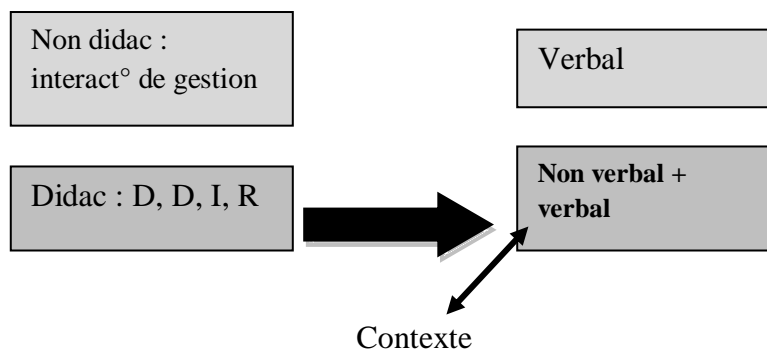 Non didac :
interact° de gestion
Verbal
Didac : D, D, I, R
Non verbal +
verbal
Contexte